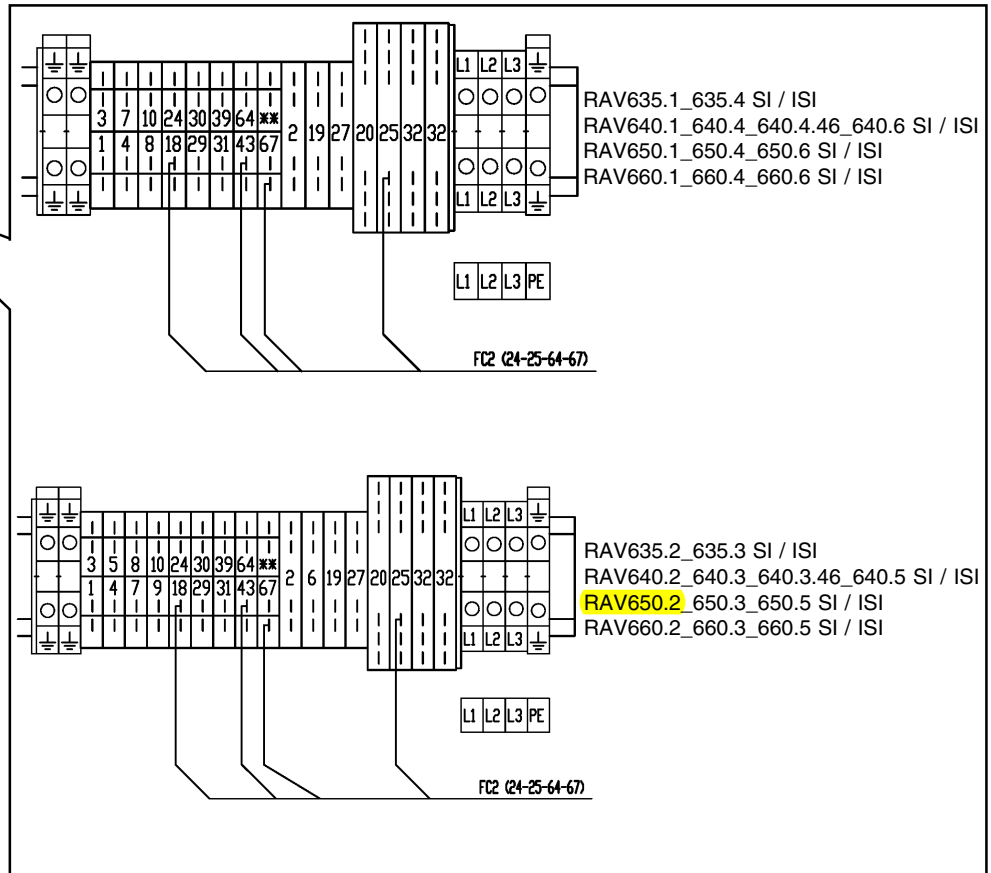 L1 L2 L3
3 7 10 24 30 39 64 **
1 4 8 18 29 31 43 67 2 19 27 20 25 32 32
L1 L2 L3
RAV635.1_635.4 SI / ISI
RAV640.1_640.4_640.4.46_640.6 SI / ISI
RAV650.1_650.4_650.6 SI / ISI
RAV660.1_660.4_660.6 SI / ISI
L1 L2 L3 PE
FC2 (24-25-64-67)
L1 L2 L3
3 5 8 10 24 30 39 64 **
1 4 7 9 18 29 31 43 67 2 6 19 27 20 25 32 32
L1 L2 L3
RAV635.2_635.3 SI / ISI
RAV640.2_640.3_640.3.46_640.5 SI / ISI
RAV650.2_650.3_650.5 SI / ISI
RAV660.2_660.3_660.5 SI / ISI
L1 L2 L3 PE
FC2 (24-25-64-67)